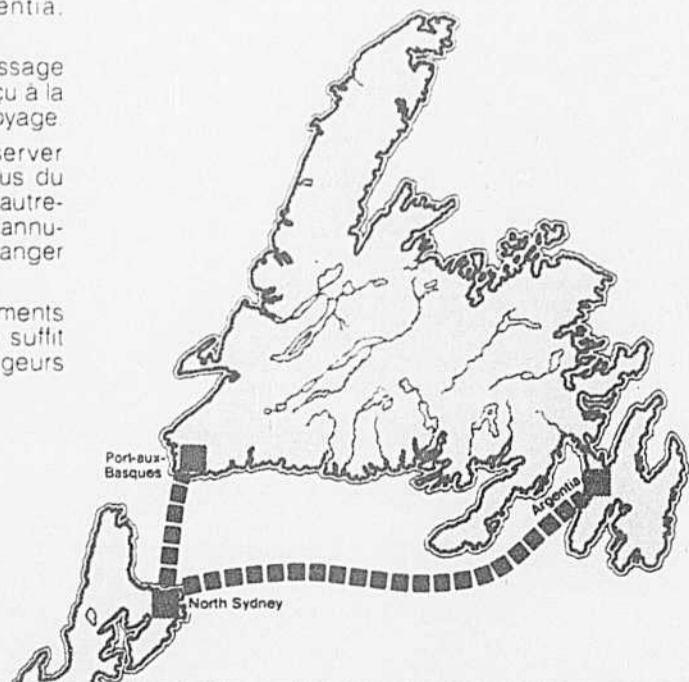 entia.
ssage
çu à la
oyage.
server
us du
autre-
annu-
anger
ments
suffit
geurs
Port-aux-
Basques
Argentia
North Sydney